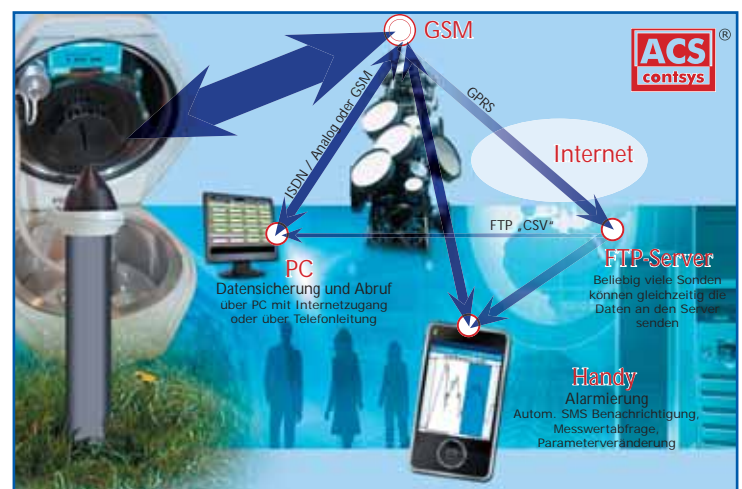 GSM
ACS
contsys
®
ISDN / Analog oder GSM
GPRS
Internet
FTP „CSV“
PC
Datensicherung und Abruf
über PC mit Internetzugang
oder über Telefonleitung
FTP-Server
Beliebig viele Sonden
können gleichzeitig die
Daten an den Server
senden
Handy
Alarmierung
Autom. SMS Benachrichtigung,
Messwertabfrage,
Parameterveränderung